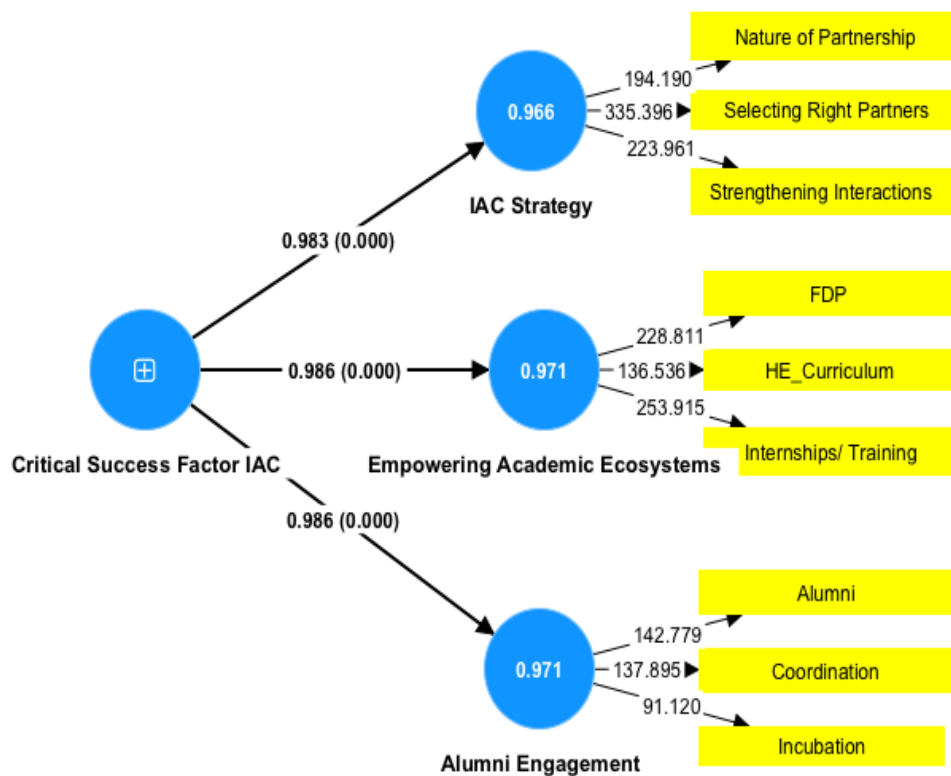 Nature of Partnership
194.190
0.966
335.396
Selecting Right Partners
223.961
Strengthening Interactions
IAC Strategy
0.983 (0.000)
FDP
228.811
0.986 (0.000)
0.971
136.536
HE_Curriculum
253.915
Internships/ Training
Critical Success Factor IAC
Empowering Academic Ecosystems
0.986 (0.000)
Alumni
142.779
0.971
137.895
Coordination
91.120
Incubation
Alumni Engagement